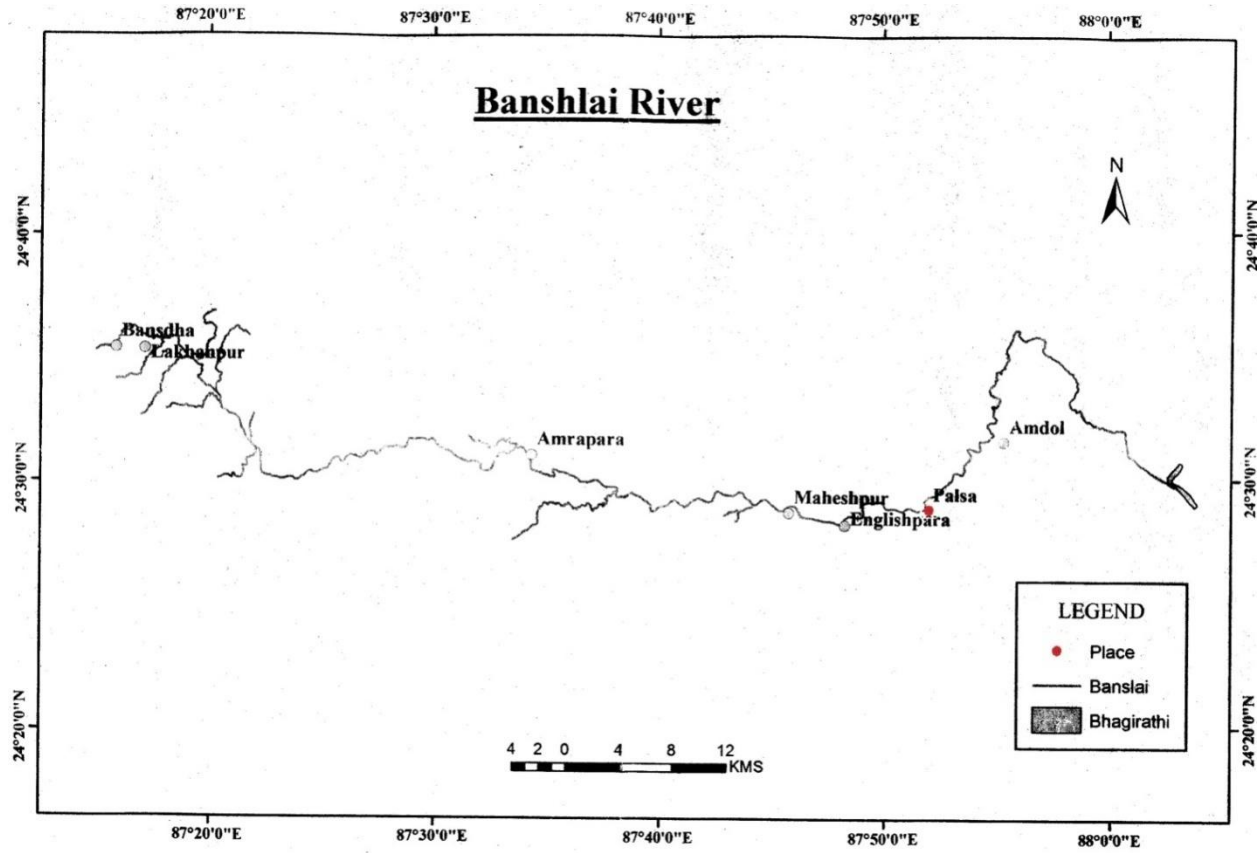 87°20'0"E 87°30'0"E 87°40'0"E 87°50'0"E 88°0'0"E
Banshlai River
N
24°40'0"N 24°40'0"N
Bansdha
Lakhanpur
Amrapara
Amdol
24°30'0"N 24°30'0"N
Maheshpur
Palsa
Englishpara
LEGEND
Place
Banslai
Bhagirathi
24°20'0"N 24°20'0"N
4 2 0 4 8 12
KMS
87°20'0"E 87°30'0"E 87°40'0"E 87°50'0"E 88°0'0"E